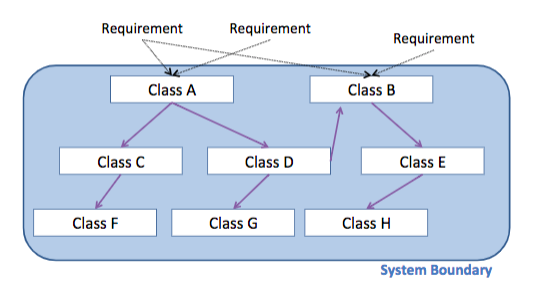 Requirement
Requirement
Requirement
Class A
Class B
Class C
Class D
Class E
Class F
Class G
Class H
System Boundary